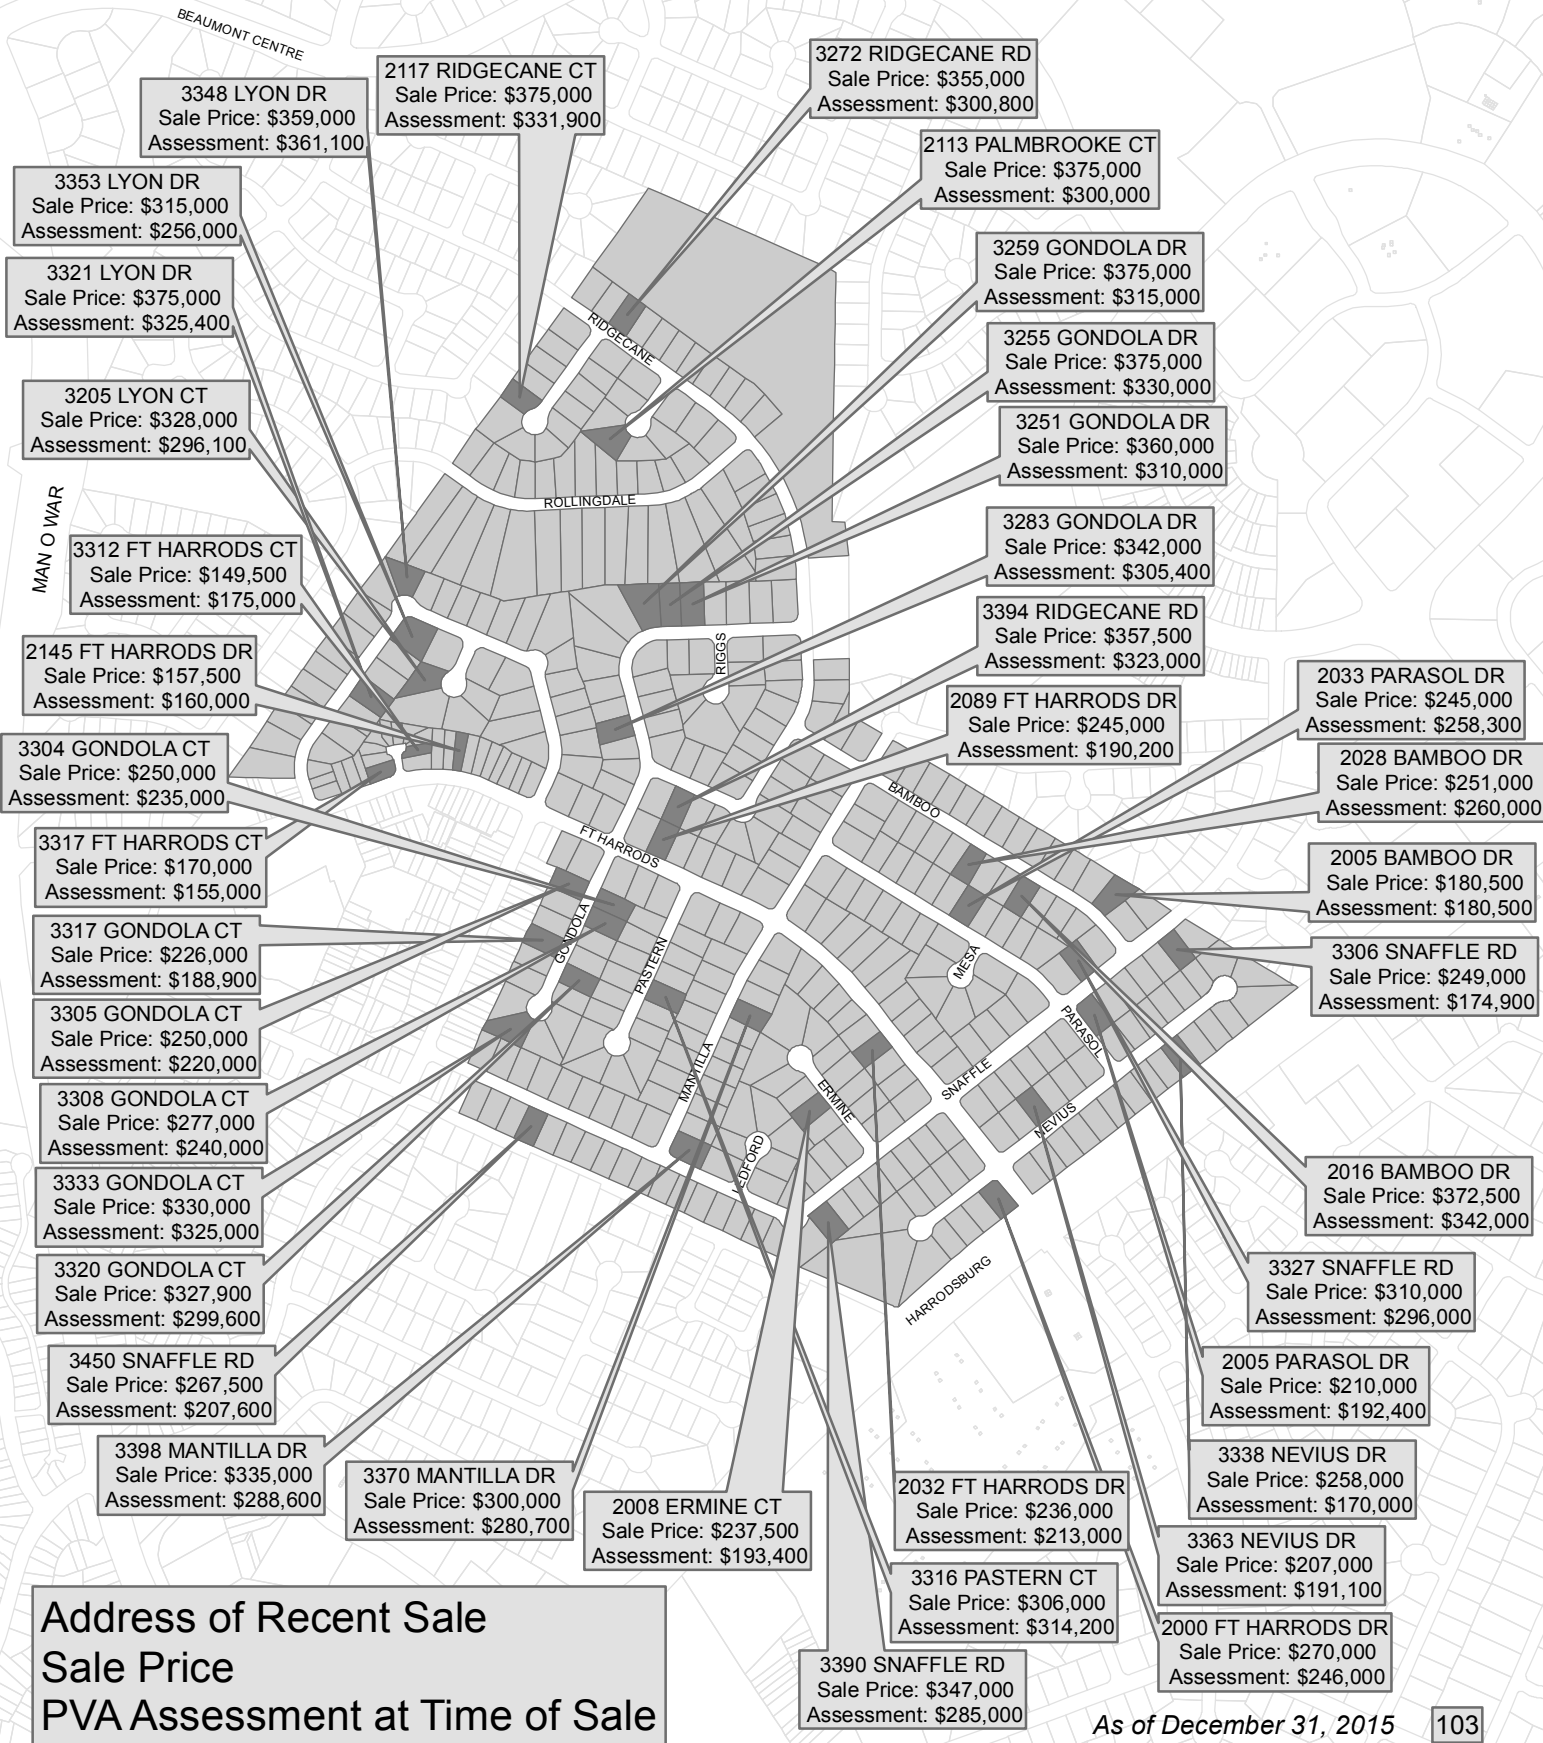 BEAUMONT CENTRE
3272 RIDGECANE RD
Sale Price: $355,000
Assessment: $300,800
2117 RIDGECANE CT
Sale Price: $375,000
Assessment: $331,900
3348 LYON DR
Sale Price: $359,000
Assessment: $361,100
2113 PALMBROOKE CT
Sale Price: $375,000
Assessment: $300,000
3353 LYON DR
Sale Price: $315,000
Assessment: $256,000
3259 GONDOLA DR
Sale Price: $375,000
Assessment: $315,000
3321 LYON DR
Sale Price: $375,000
Assessment: $325,400
3255 GONDOLA DR
Sale Price: $375,000
Assessment: $330,000
3205 LYON CT
Sale Price: $328,000
Assessment: $296,100
3251 GONDOLA DR
Sale Price: $360,000
Assessment: $310,000
RIDGECANE
ROLLINGDALE
MAN O WAR
3283 GONDOLA DR
Sale Price: $342,000
Assessment: $305,400
3312 FT HARRODS CT
Sale Price: $149,500
Assessment: $175,000
3394 RIDGECANE RD
Sale Price: $357,500
Assessment: $323,000
RIGGS
2145 FT HARRODS DR
Sale Price: $157,500
Assessment: $160,000
2033 PARASOL DR
Sale Price: $245,000
Assessment: $258,300
2089 FT HARRODS DR
Sale Price: $245,000
Assessment: $190,200
3304 GONDOLA CT
Sale Price: $250,000
Assessment: $235,000
2028 BAMBOO DR
Sale Price: $251,000
Assessment: $260,000
BAMBOO
FT HARRODS
3317 FT HARRODS CT
Sale Price: $170,000
Assessment: $155,000
2005 BAMBOO DR
Sale Price: $180,500
Assessment: $180,500
3317 GONDOLA CT
Sale Price: $226,000
Assessment: $188,900
GONDOLA
PASTERN
MESA
3306 SNAFFLE RD
Sale Price: $249,000
Assessment: $174,900
3305 GONDOLA CT
Sale Price: $250,000
Assessment: $220,000
PARASOL
MANTILLA
SNAFFLE
ERMINE
NEVIUS
3308 GONDOLA CT
Sale Price: $277,000
Assessment: $240,000
LEDFORD
3333 GONDOLA CT
Sale Price: $330,000
Assessment: $325,000
2016 BAMBOO DR
Sale Price: $372,500
Assessment: $342,000
3320 GONDOLA CT
Sale Price: $327,900
Assessment: $299,600
HARRODSBURG
3327 SNAFFLE RD
Sale Price: $310,000
Assessment: $296,000
3450 SNAFFLE RD
Sale Price: $267,500
Assessment: $207,600
2005 PARASOL DR
Sale Price: $210,000
Assessment: $192,400
3398 MANTILLA DR
Sale Price: $335,000
Assessment: $288,600
3338 NEVIUS DR
Sale Price: $258,000
Assessment: $170,000
3370 MANTILLA DR
Sale Price: $300,000
Assessment: $280,700
2008 ERMINE CT
Sale Price: $237,500
Assessment: $193,400
2032 FT HARRODS DR
Sale Price: $236,000
Assessment: $213,000
3363 NEVIUS DR
Sale Price: $207,000
Assessment: $191,100
3316 PASTERN CT
Sale Price: $306,000
Assessment: $314,200
2000 FT HARRODS DR
Sale Price: $270,000
Assessment: $246,000
3390 SNAFFLE RD
Sale Price: $347,000
Assessment: $285,000
Address of Recent Sale
Sale Price
PVA Assessment at Time of Sale
As of December 31, 2015
103